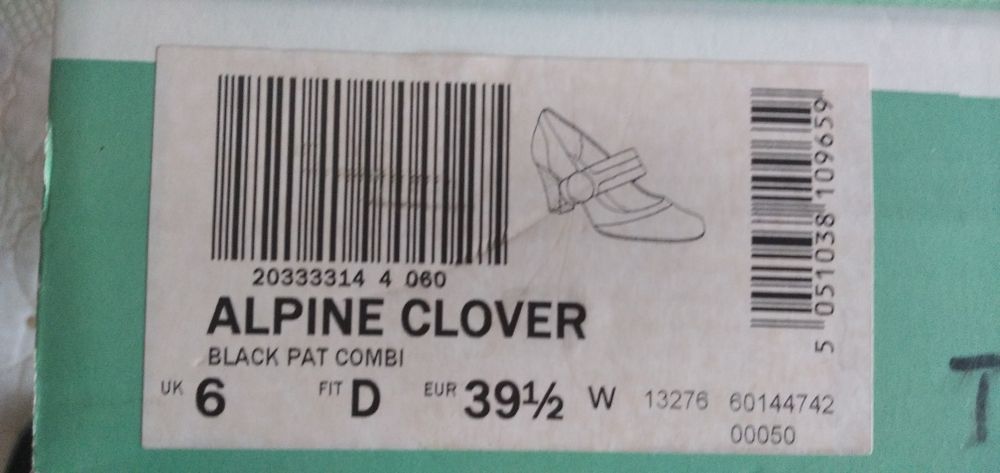 20333314 4 060
ALPINE CLOVER
BLACK PAT COMBI
UK 6 FIT D EUR 39½ W 13276 60144742
00050
5 051038 109659
T